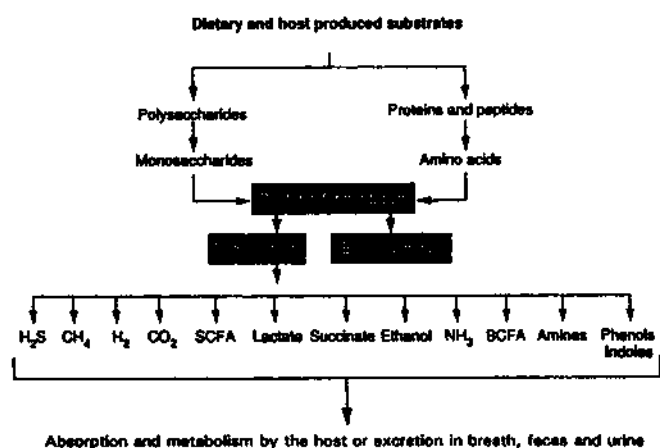 Dietary and host produced substrates
Polysaccharides
Proteins and peptides
Monosaccharides
Amino acids
H₂S CH₄ H₂ CO₂ SCFA Lactate Succinate Ethanol NH₃ BCFA Amines Phenols
Indoles
Absorption and metabolism by the host or excretion in breath, feces and urine